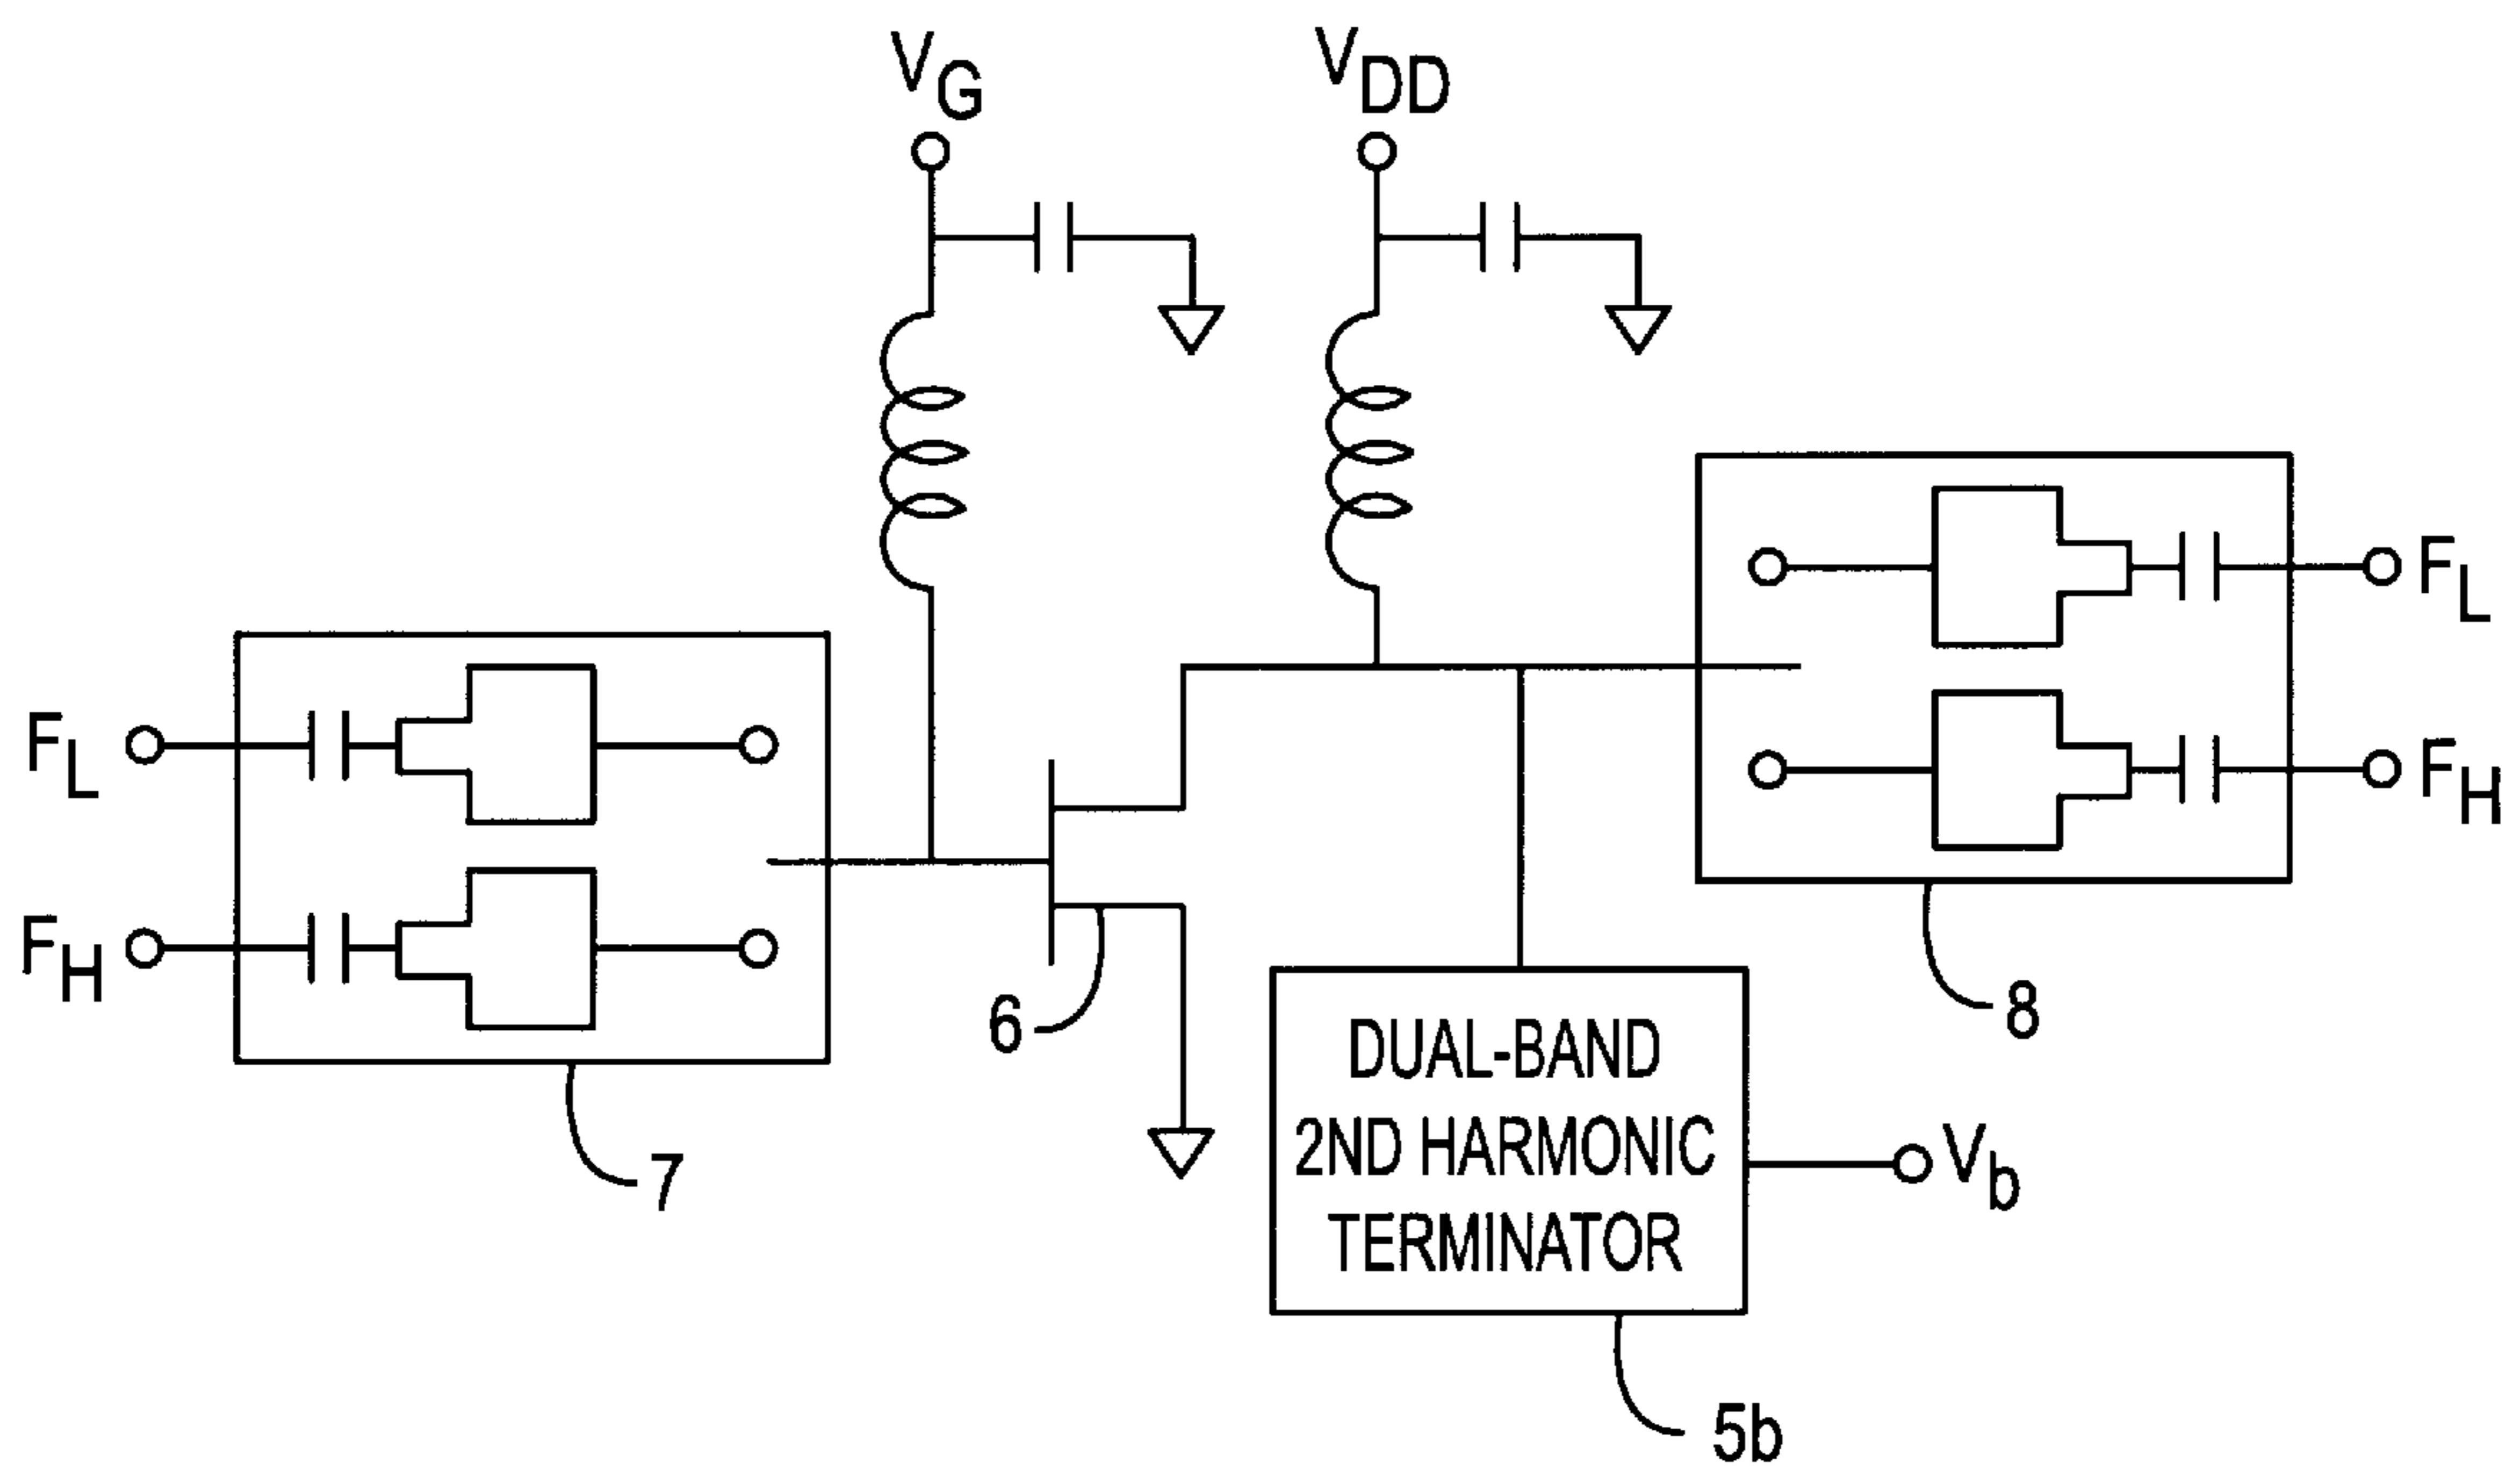 VG
VDD
FL
FH
FL
FH
6
8
7
DUAL-BAND
2ND HARMONIC
TERMINATOR
Vb
5b